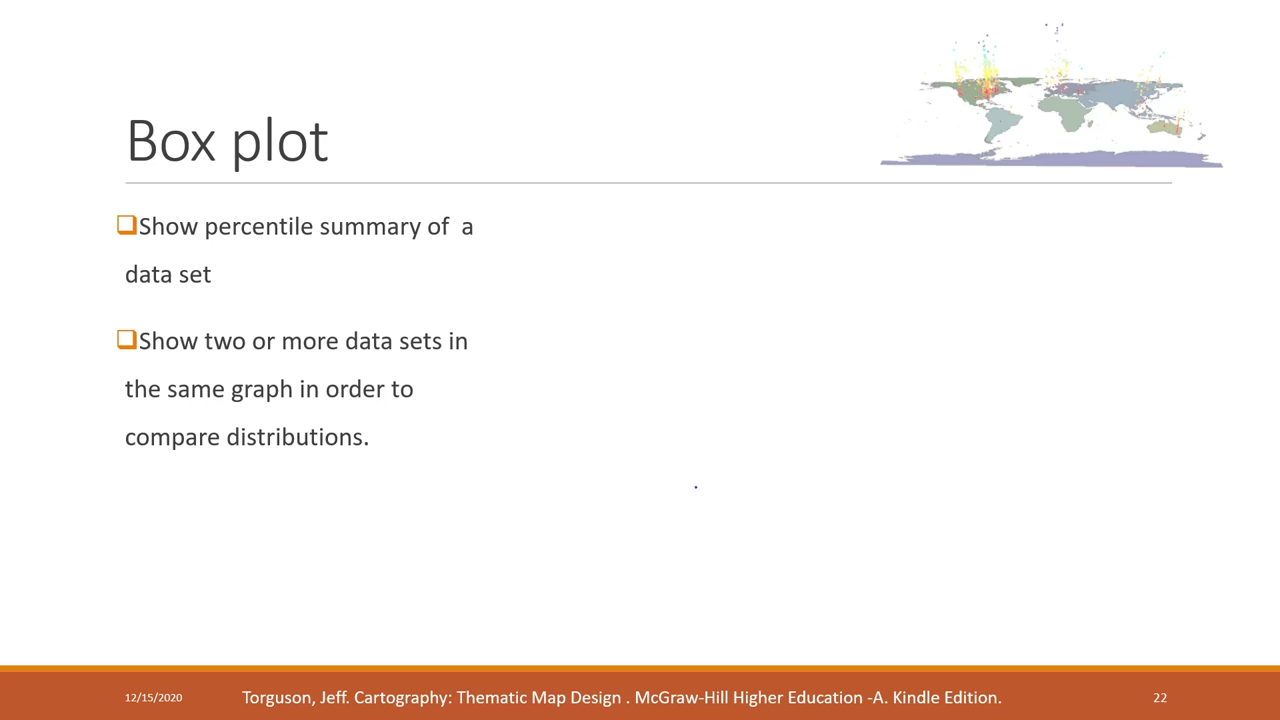 Box plot
Show percentile summary of a
data set
Show two or more data sets in
the same graph in order to
compare distributions.
12/15/2020
Torguson, Jeff. Cartography: Thematic Map Design . McGraw-Hill Higher Education -A. Kindle Edition.
22